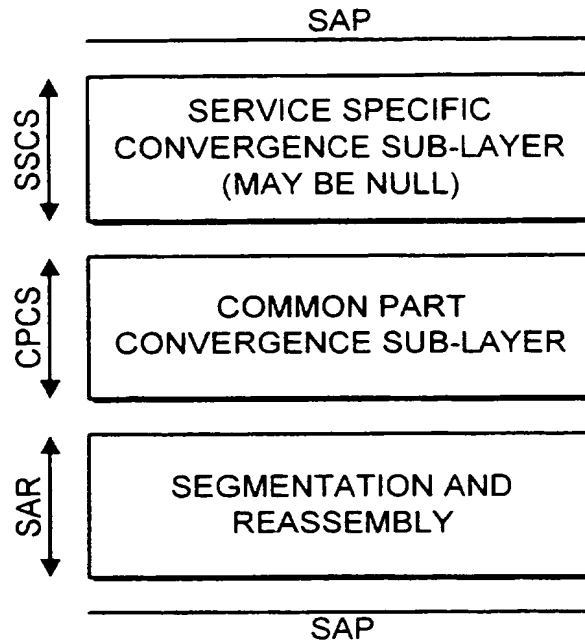 SAP
SSCS
SERVICE SPECIFIC
CONVERGENCE SUB-LAYER
(MAY BE NULL)
CPCS
COMMON PART
CONVERGENCE SUB-LAYER
SAR
SEGMENTATION AND
REASSEMBLY
SAP